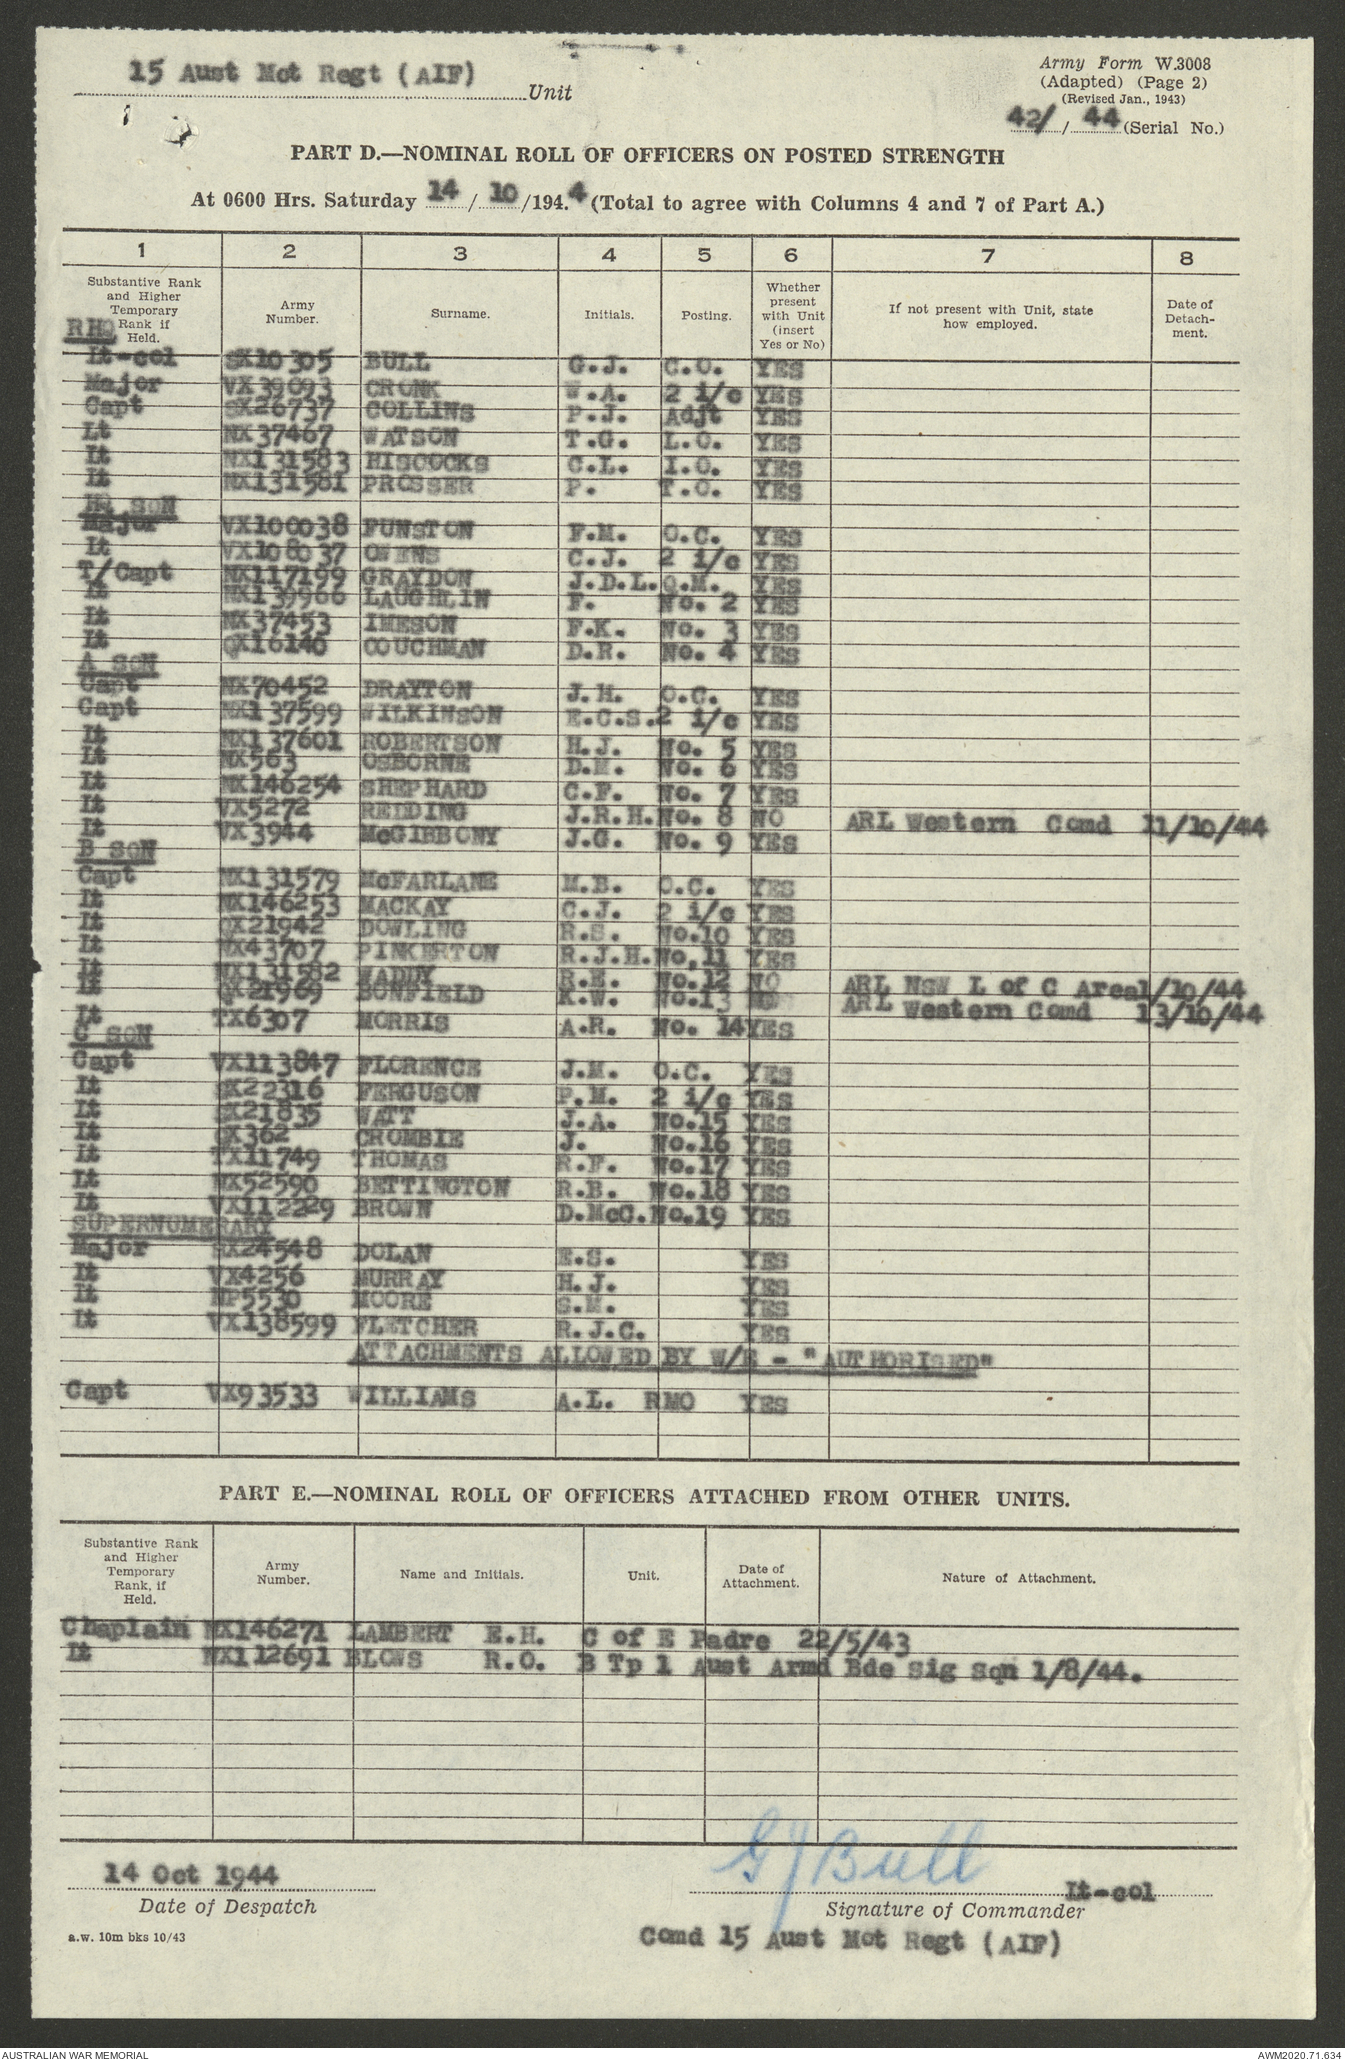 15 Aust Mot Regt (AIF) Unit
Army Form W.3008
(Adapted) (Page 2)
(Revised Jan., 1943)
42/ / 44 (Serial No.)
PART D.—NOMINAL ROLL OF OFFICERS ON POSTED STRENGTH
At 0600 Hrs. Saturday 14 / 10 /194.4 (Total to agree with Columns 4 and 7 of Part A.)
1 2 3 4 5 6 7 8
Substantive Rank and Higher Temporary Rank if Held. Army Number. Surname. Initials. Posting. Whether present with Unit (insert Yes or No) If not present with Unit, state how employed. Date of Detach-ment.
RHQ
Lt-col SX10305 BULL G.J. C.O. YES
Major VX39093 CRONK W.A. 2 i/c YES
Capt SX26737 COLLINS P.J. Adjt YES
Lt NX37467 WATSON T.G. L.O. YES
Lt NX131583 HISCOCKS C.L. I.O. YES
Lt NX131581 PROSSER P. T.O. YES
HQ SQN
Major VX100038 FUNSTON F.M. O.C. YES
Lt VX108037 OWENS C.J. 2 i/c YES
T/Capt NX117199 GRAYDON J.D.L. Q.M. YES
Lt NX139966 LAUGHLIN F. No. 2 YES
Lt NX37453 IMESON F.K. No. 3 YES
Lt QX16140 COUCHMAN D.R. No. 4 YES
A SQN
Capt NX70452 DRAYTON J.H. O.C. YES
Capt NX137599 WILKINSON E.C.S. 2 i/c YES
Lt NX137601 ROBERTSON H.J. No. 5 YES
Lt NX563 OSBORNE D.M. No. 6 YES
Lt NX146254 SHEPHARD C.F. No. 7 YES
Lt VX5272 REDDING J.R.H. No. 8 NO ARL Western Comd 11/10/44
Lt VX3944 McGIBBONY J.G. No. 9 YES
B SQN
Capt NX131579 McFARLANE M.B. O.C. YES
Lt NX146253 MACKAY C.J. 2 i/c YES
Lt QX21942 DOWLING R.S. No.10 YES
Lt NX43707 PINKERTON R.J.H. No.11 YES
Lt NX131582 WADDY R.E. No.12 NO ARL NSW L of C Area1/10/44
Lt QX21969 BONFIELD K.W. No.13 NO ARL Western Comd 13/10/44
Lt TX6307 MORRIS A.R. No. 14 YES
C SQN
Capt VX113847 FLORENCE J.M. O.C. YES
Lt SX22316 FERGUSON P.M. 2 i/c YES
Lt SX21835 WATT J.A. No.15 YES
Lt QX362 CROMBIE J. No.16 YES
Lt TX11749 THOMAS R.F. No.17 YES
Lt NX52590 BETTINGTON R.B. No.18 YES
Lt VX112229 BROWN D.McC. No.19 YES
SUPERNUMERARY
Major SX24548 DOLAN E.S. YES
Lt VX4256 MURRAY H.J. YES
Lt NP5530 MOORE S.M. YES
Lt VX138599 FLETCHER R.J.C. YES
ATTACHMENTS ALLOWED BY W/E - "AUTHORISED"
Capt VX93533 WILLIAMS A.L. RMO YES
PART E.—NOMINAL ROLL OF OFFICERS ATTACHED FROM OTHER UNITS.
Substantive Rank and Higher Temporary Rank, if Held. Army Number. Name and Initials. Unit. Date of Attachment. Nature of Attachment.
Chaplain NX146271 LAMBERT E.H. C of E Padre 22/5/43
Lt NX112691 BLOWS R.O. B Tp 1 Aust Armd Bde Sig Sqn 1/8/44.
14 Oct 1944
Date of Despatch
G J Bull Lt-col
Signature of Commander
a.w. 10m bks 10/43
Comd 15 Aust Mot Regt (AIF)
AUSTRALIAN WAR MEMORIAL
AWM2020.71.634